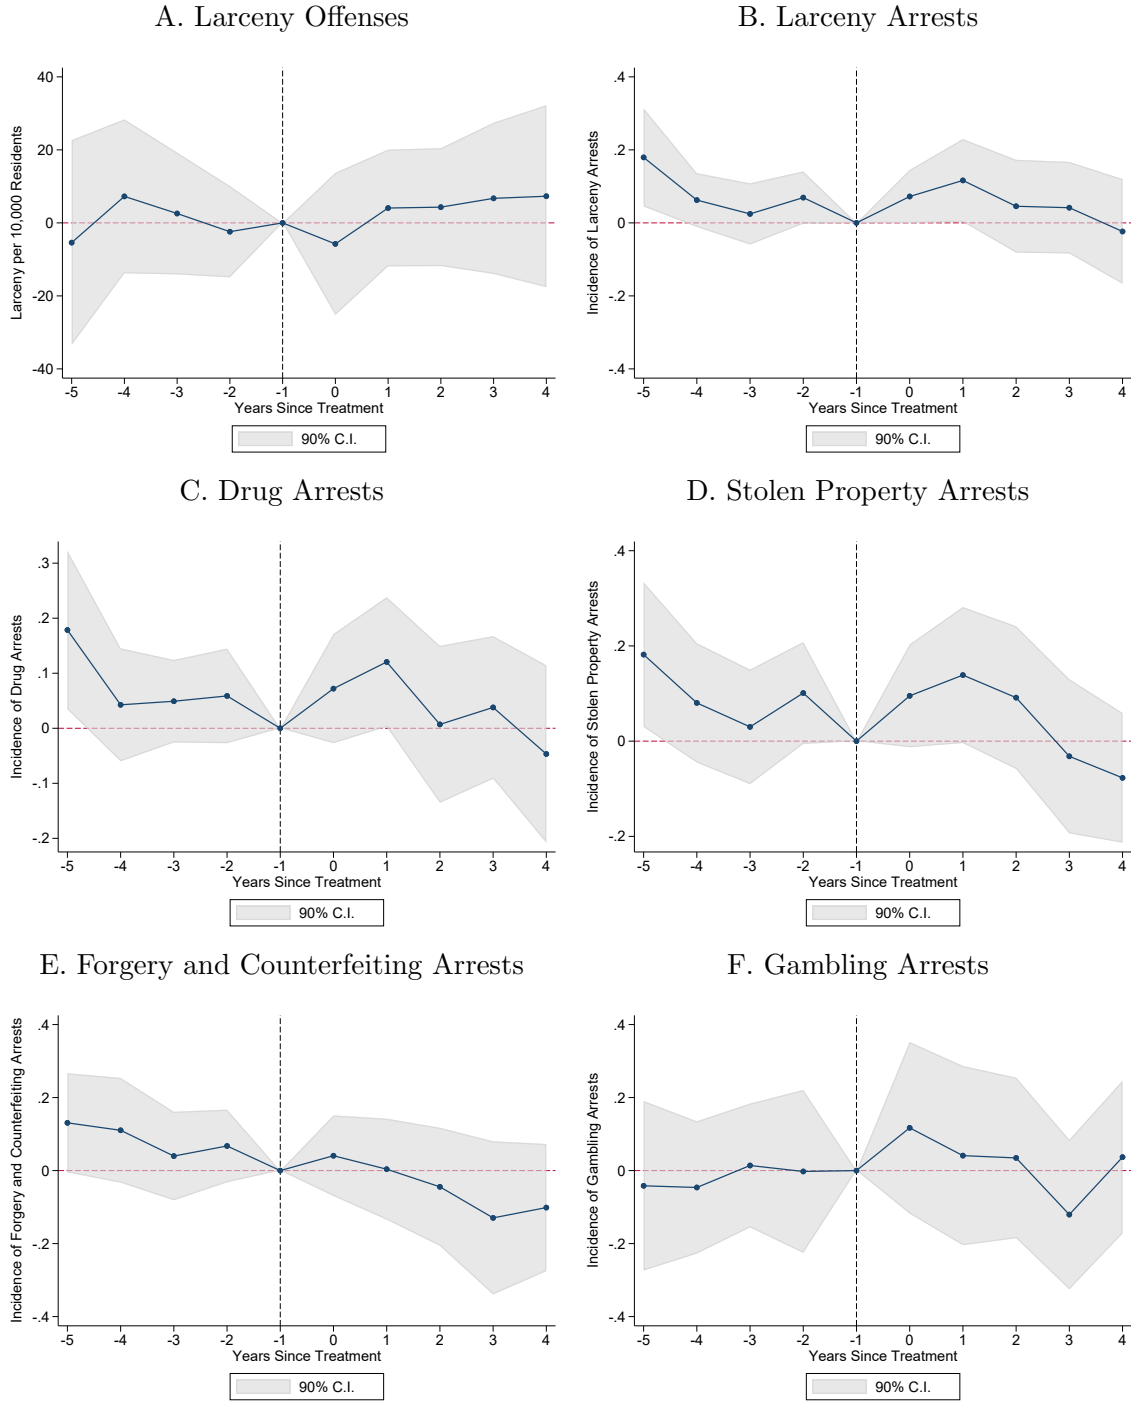 A. Larceny Offenses
Larceny per 10,000 Residents
40
20
0
-20
-40
-5 -4 -3 -2 -1 0 1 2 3 4
Years Since Treatment
90% C.I.
B. Larceny Arrests
Incidence of Larceny Arrests
.4
.2
0
-.2
-.4
-5 -4 -3 -2 -1 0 1 2 3 4
Years Since Treatment
90% C.I.
C. Drug Arrests
Incidence of Drug Arrests
.3
.2
.1
0
-.1
-.2
-5 -4 -3 -2 -1 0 1 2 3 4
Years Since Treatment
90% C.I.
D. Stolen Property Arrests
Incidence of Stolen Property Arrests
.4
.2
0
-.2
-5 -4 -3 -2 -1 0 1 2 3 4
Years Since Treatment
90% C.I.
E. Forgery and Counterfeiting Arrests
Incidence of Forgery and Counterfeiting Arrests
.4
.2
0
-.2
-.4
-5 -4 -3 -2 -1 0 1 2 3 4
Years Since Treatment
90% C.I.
F. Gambling Arrests
Incidence of Gambling Arrests
.4
.2
0
-.2
-.4
-5 -4 -3 -2 -1 0 1 2 3 4
Years Since Treatment
90% C.I.